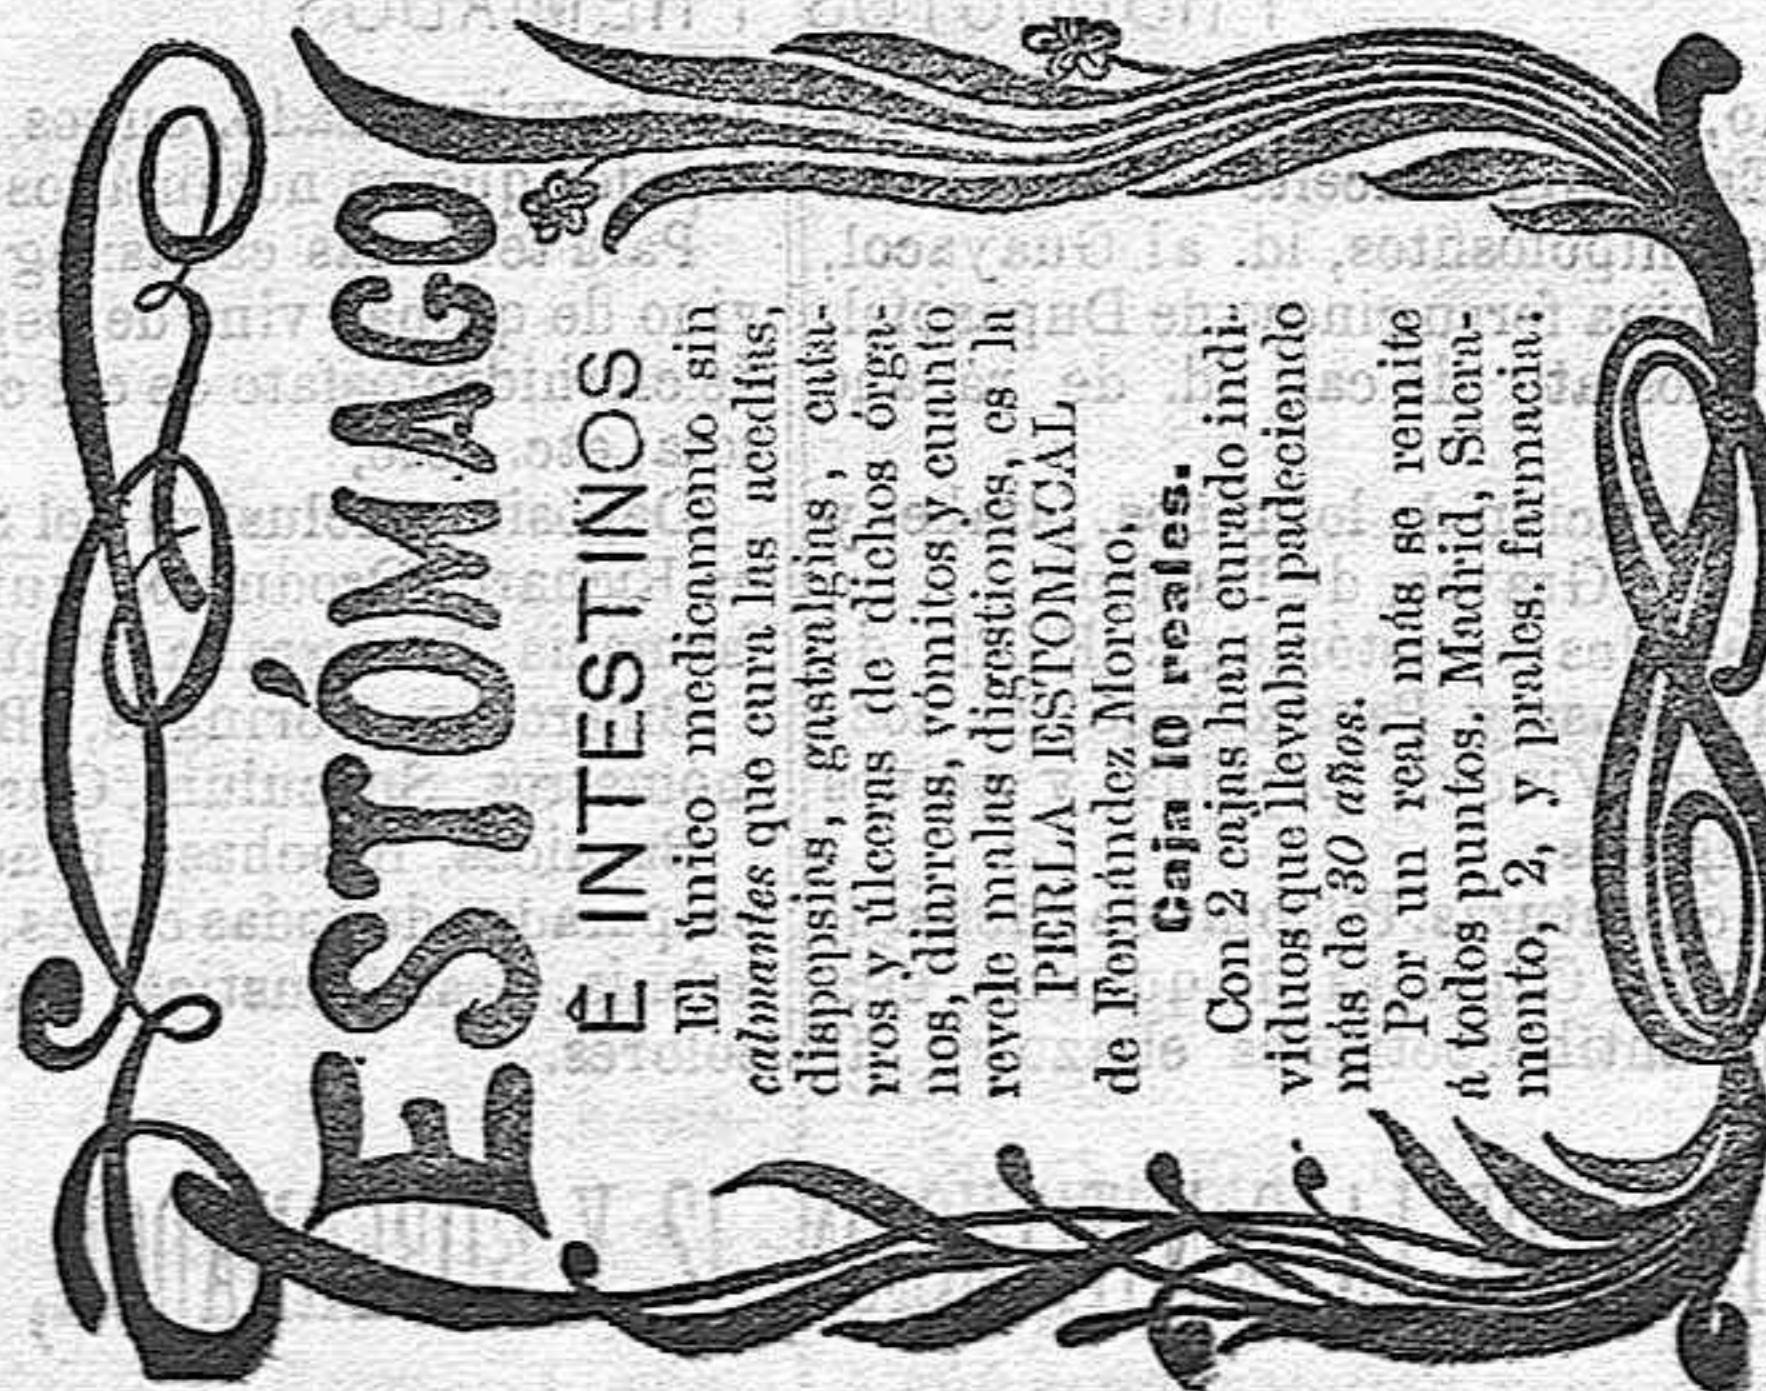 ESTÓMAGO
É INTESTINOS
El único medicamento sin
calmantes que cura las acedías,
dispepsias, gastralgias, cata-
rros y úlceras de dichos órga-
nos, diarreas, vómitos y cuanto
revele malas digestiones, es la
PERLA ESTOMACAL
de Fernández Moreno,
Caja 10 reales.
Con 2 cajas han curado indi-
viduos que llevaban padeciendo
más de 30 años.
Por un real más se remite
á todos puntos. Madrid, Sacra-
mento, 2, y prales. farmacia.